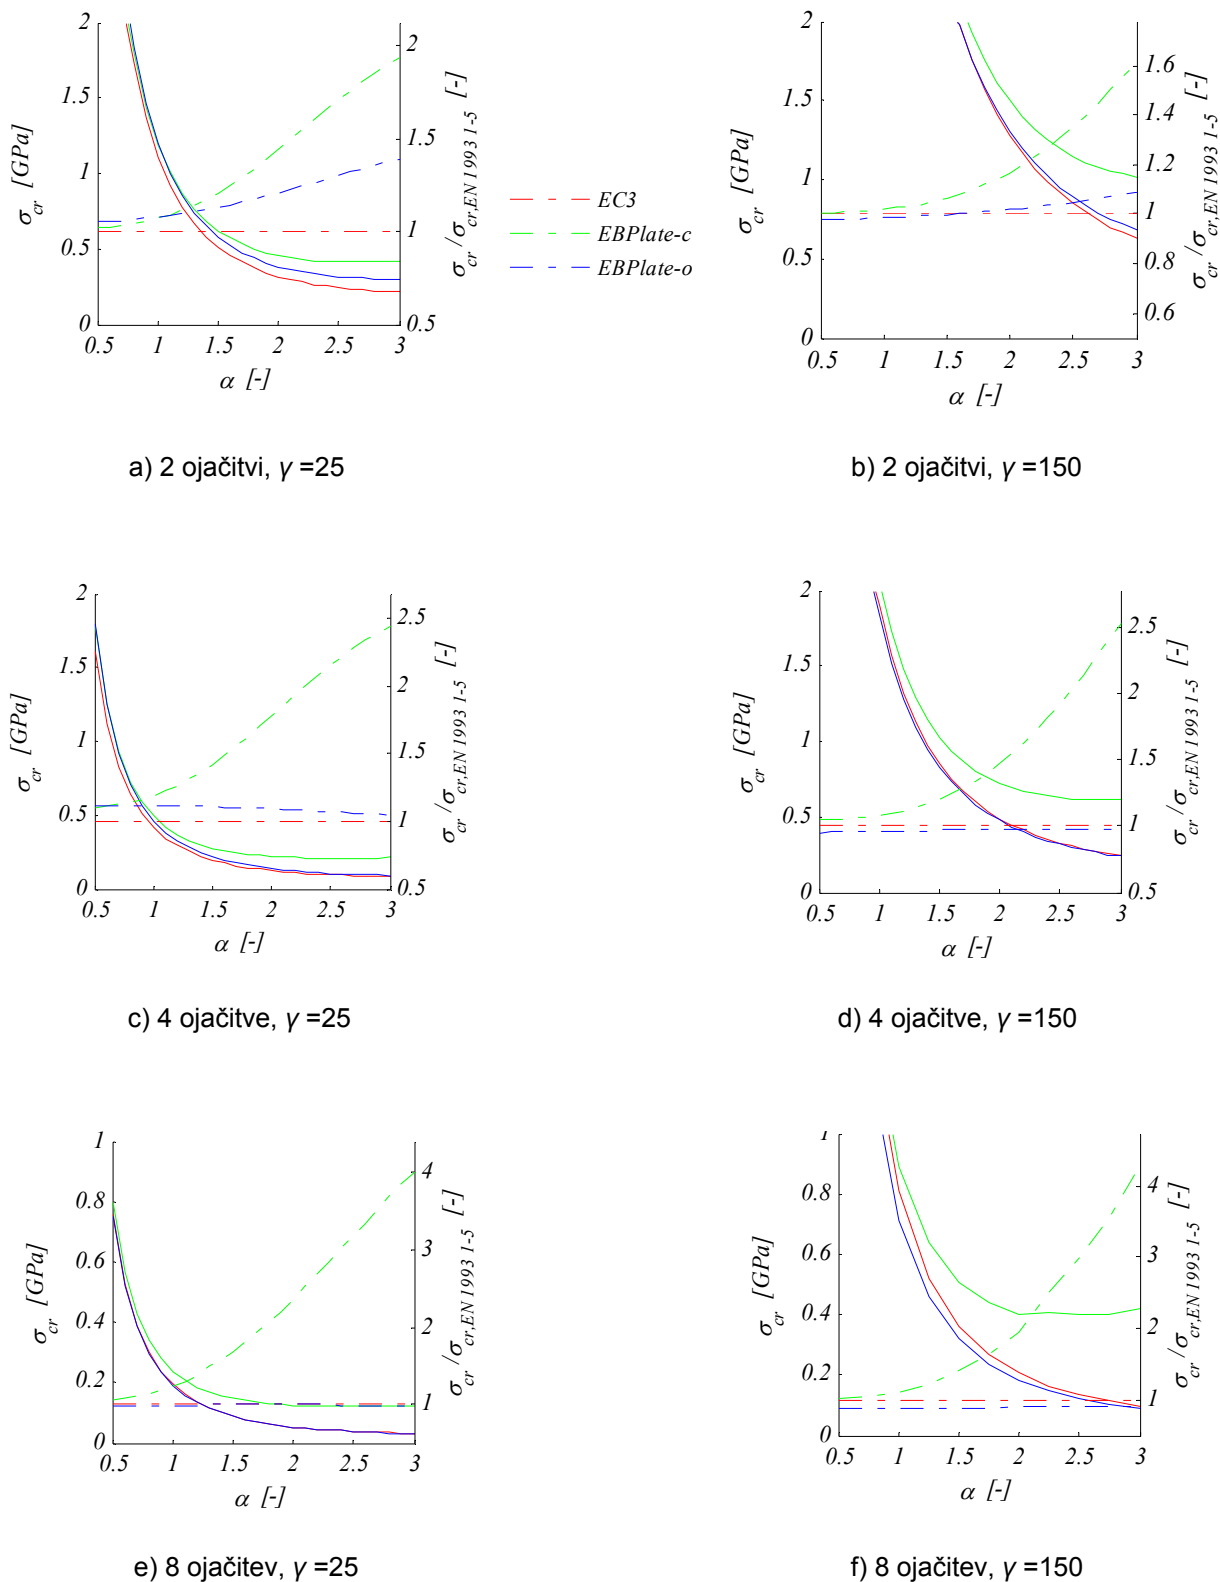 2
1.5
1
0.5
0
σcr [GPa]
0.5 1 1.5 2 2.5 3
α [-]
2
1.5
1
0.5
σcr /σcr,EN 1993 1-5 [-]
EC3
EBPlate-c
EBPlate-o
2
1.5
1
0.5
0
σcr [GPa]
0.5 1 1.5 2 2.5 3
α [-]
1.6
1.4
1.2
1
0.8
0.6
σcr /σcr,EN 1993 1-5 [-]
a) 2 ojačitvi, γ =25
b) 2 ojačitvi, γ =150
2
1.5
1
0.5
0
σcr [GPa]
0.5 1 1.5 2 2.5 3
α [-]
2.5
2
1.5
1
0.5
σcr /σcr,EN 1993 1-5 [-]
2
1.5
1
0.5
0
σcr [GPa]
0.5 1 1.5 2 2.5 3
α [-]
2.5
2
1.5
1
0.5
σcr /σcr,EN 1993 1-5 [-]
c) 4 ojačitve, γ =25
d) 4 ojačitve, γ =150
1
0.8
0.6
0.4
0.2
0
σcr [GPa]
0.5 1 1.5 2 2.5 3
α [-]
4
3
2
1
σcr /σcr,EN 1993 1-5 [-]
1
0.8
0.6
0.4
0.2
0
σcr [GPa]
0.5 1 1.5 2 2.5 3
α [-]
4
3
2
1
σcr /σcr,EN 1993 1-5 [-]
e) 8 ojačitev, γ =25
f) 8 ojačitev, γ =150